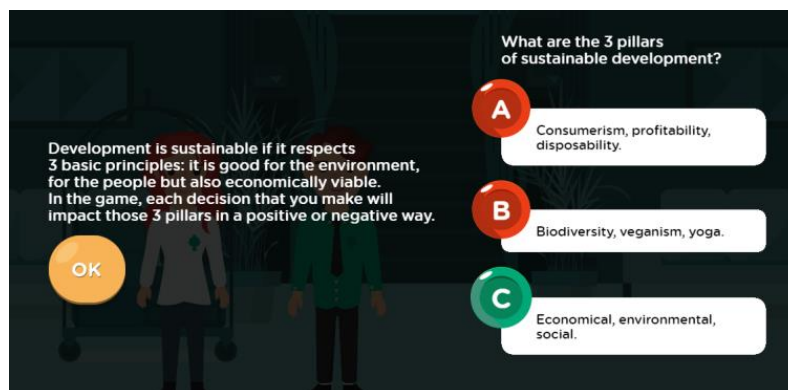 Development is sustainable if it respects
3 basic principles: it is good for the environment,
for the people but also economically viable.
In the game, each decision that you make will
impact those 3 pillars in a positive or negative way.
OK
What are the 3 pillars
of sustainable development?
A
Consumerism, profitability,
disposability.
B
Biodiversity, veganism, yoga.
C
Economical, environmental,
social.